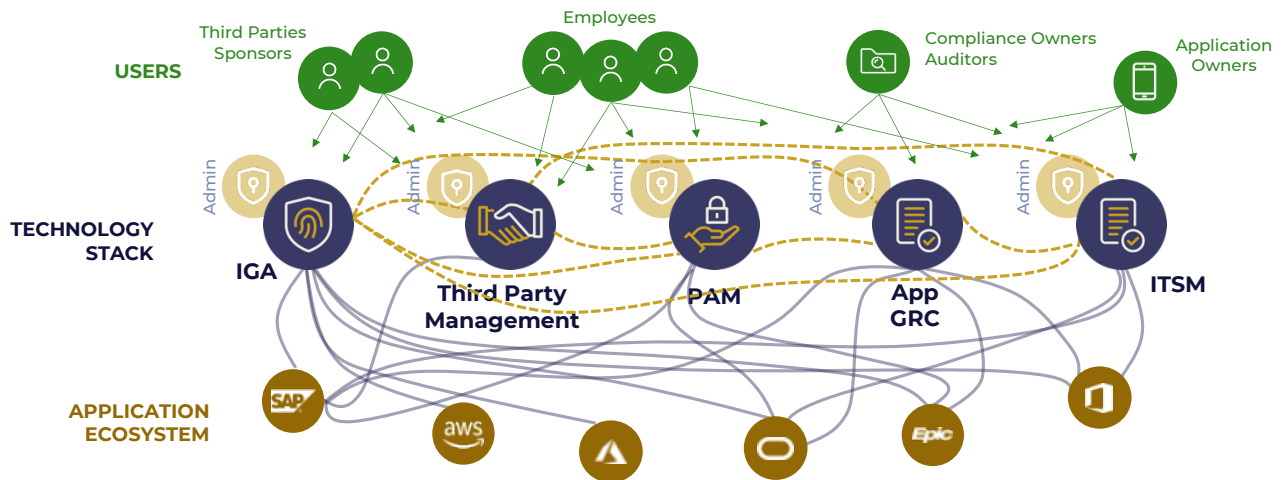 Employees
Third Parties
Sponsors
Compliance Owners
Auditors
Application
Owners
USERS
Admin
Admin
Admin
Admin
Admin
TECHNOLOGY
STACK
IGA
Third Party
Management
PAM
App
GRC
ITSM
SAP
APPLICATION
ECOSYSTEM
aws
Epic